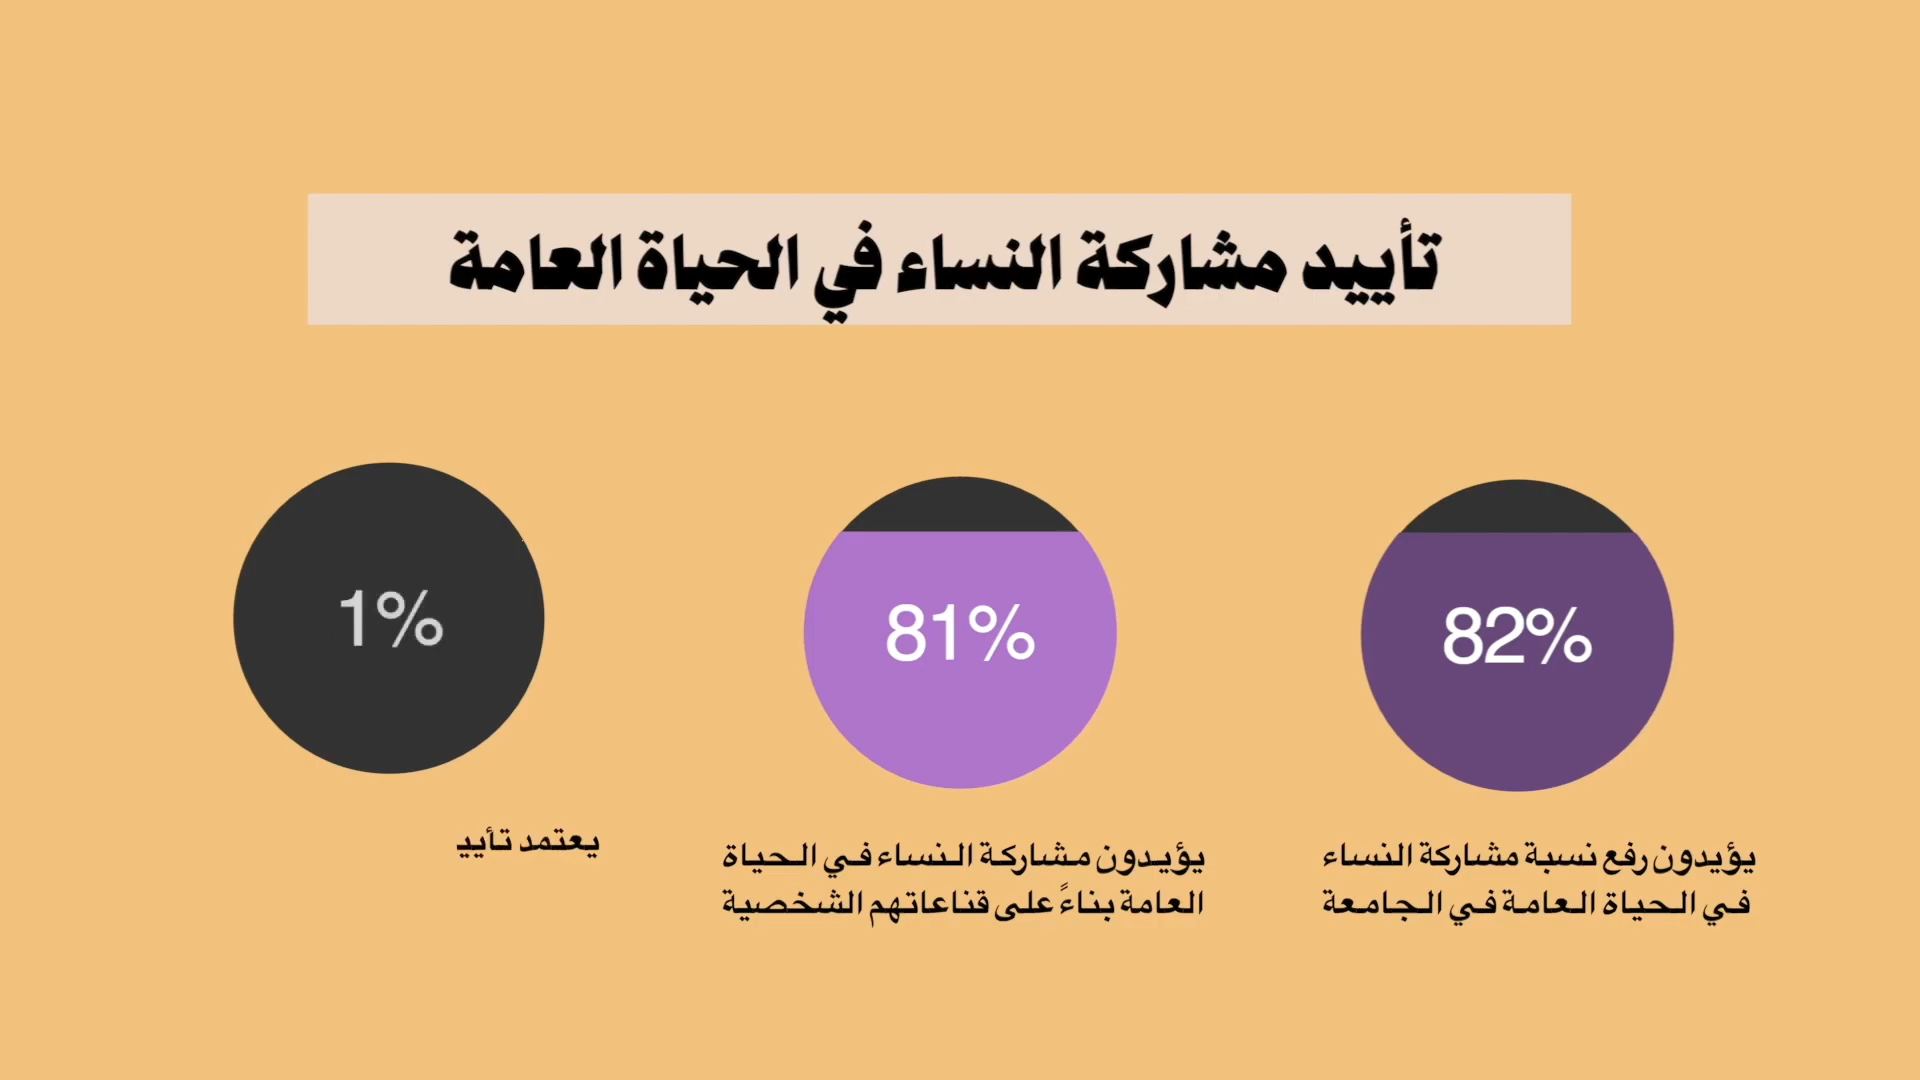 تأييد مشاركة النساء في الحياة العامة
82%
يؤيدون رفع نسبة مشاركة النساء
في الحياة العامة في الجامعة
81%
يؤيدون مشاركة النساء في الحياة
العامة بناءً على قناعاتهم الشخصية
1%
يعتمد تأييـ